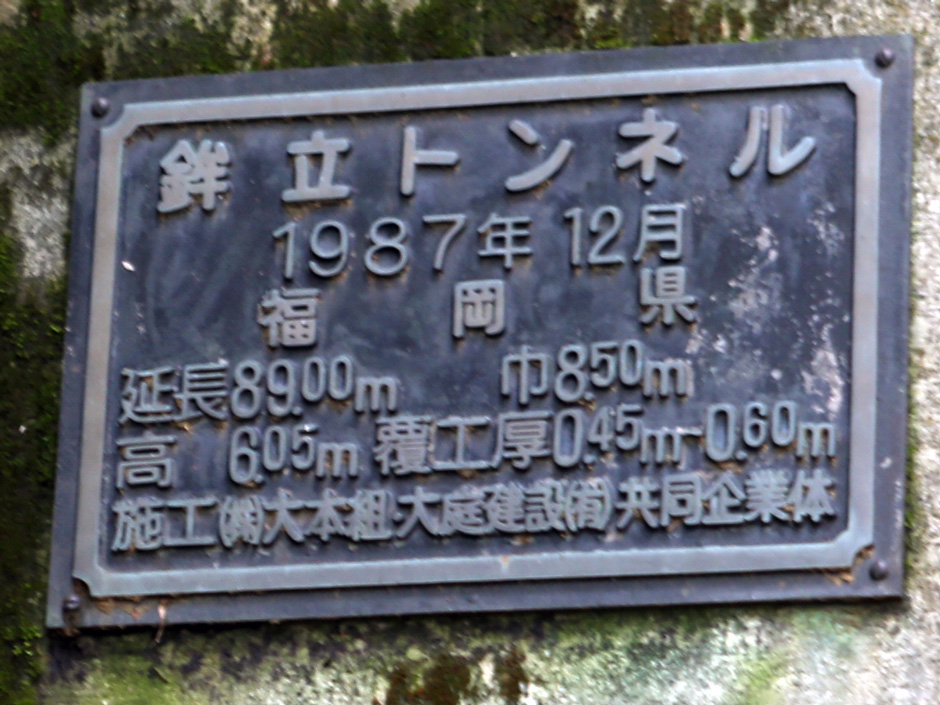 鉾立トンネル
1987年12月
福岡県
延長89.00m 巾8.50m
高 6.05m 覆工厚0.45m-0.60m
施工㈱大本組・大庭建設㈲共同企業体